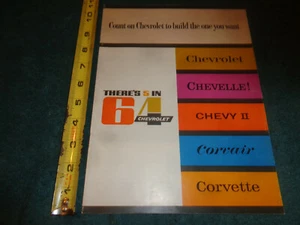 Count on Chevrolet to build the one you want
THERE'S 5 IN
64
CHEVROLET
Chevrolet
CHEVELLE!
CHEVY II
Corvair
Corvette